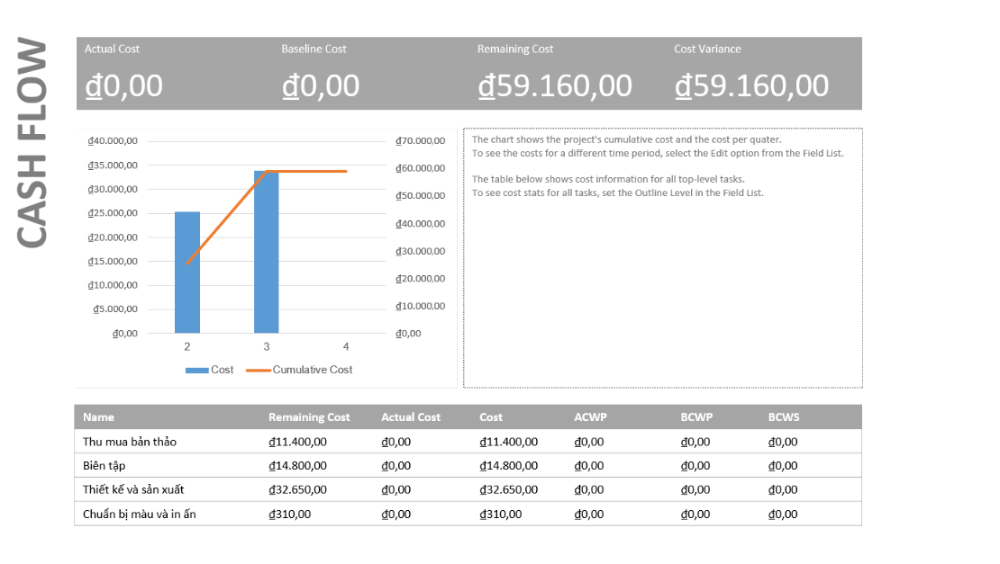 CASH FLOW
Actual Cost Baseline Cost Remaining Cost Cost Variance
₫0,00 ₫0,00 ₫59.160,00 ₫59.160,00
₫40.000,00
₫35.000,00
₫30.000,00
₫25.000,00
₫20.000,00
₫15.000,00
₫10.000,00
₫5.000,00
₫0,00
₫70.000,00
₫60.000,00
₫50.000,00
₫40.000,00
₫30.000,00
₫20.000,00
₫10.000,00
₫0,00
2 3 4
Cost Cumulative Cost
The chart shows the project's cumulative cost and the cost per quater.
To see the costs for a different time period, select the Edit option from the Field List.
The table below shows cost information for all top-level tasks.
To see cost stats for all tasks, set the Outline Level in the Field List.
Name Remaining Cost Actual Cost Cost ACWP BCWP BCWS
Thu mua bản thảo ₫11.400,00 ₫0,00 ₫11.400,00 ₫0,00 ₫0,00 ₫0,00
Biên tập ₫14.800,00 ₫0,00 ₫14.800,00 ₫0,00 ₫0,00 ₫0,00
Thiết kế và sản xuất ₫32.650,00 ₫0,00 ₫32.650,00 ₫0,00 ₫0,00 ₫0,00
Chuẩn bị màu và in ấn ₫310,00 ₫0,00 ₫310,00 ₫0,00 ₫0,00 ₫0,00